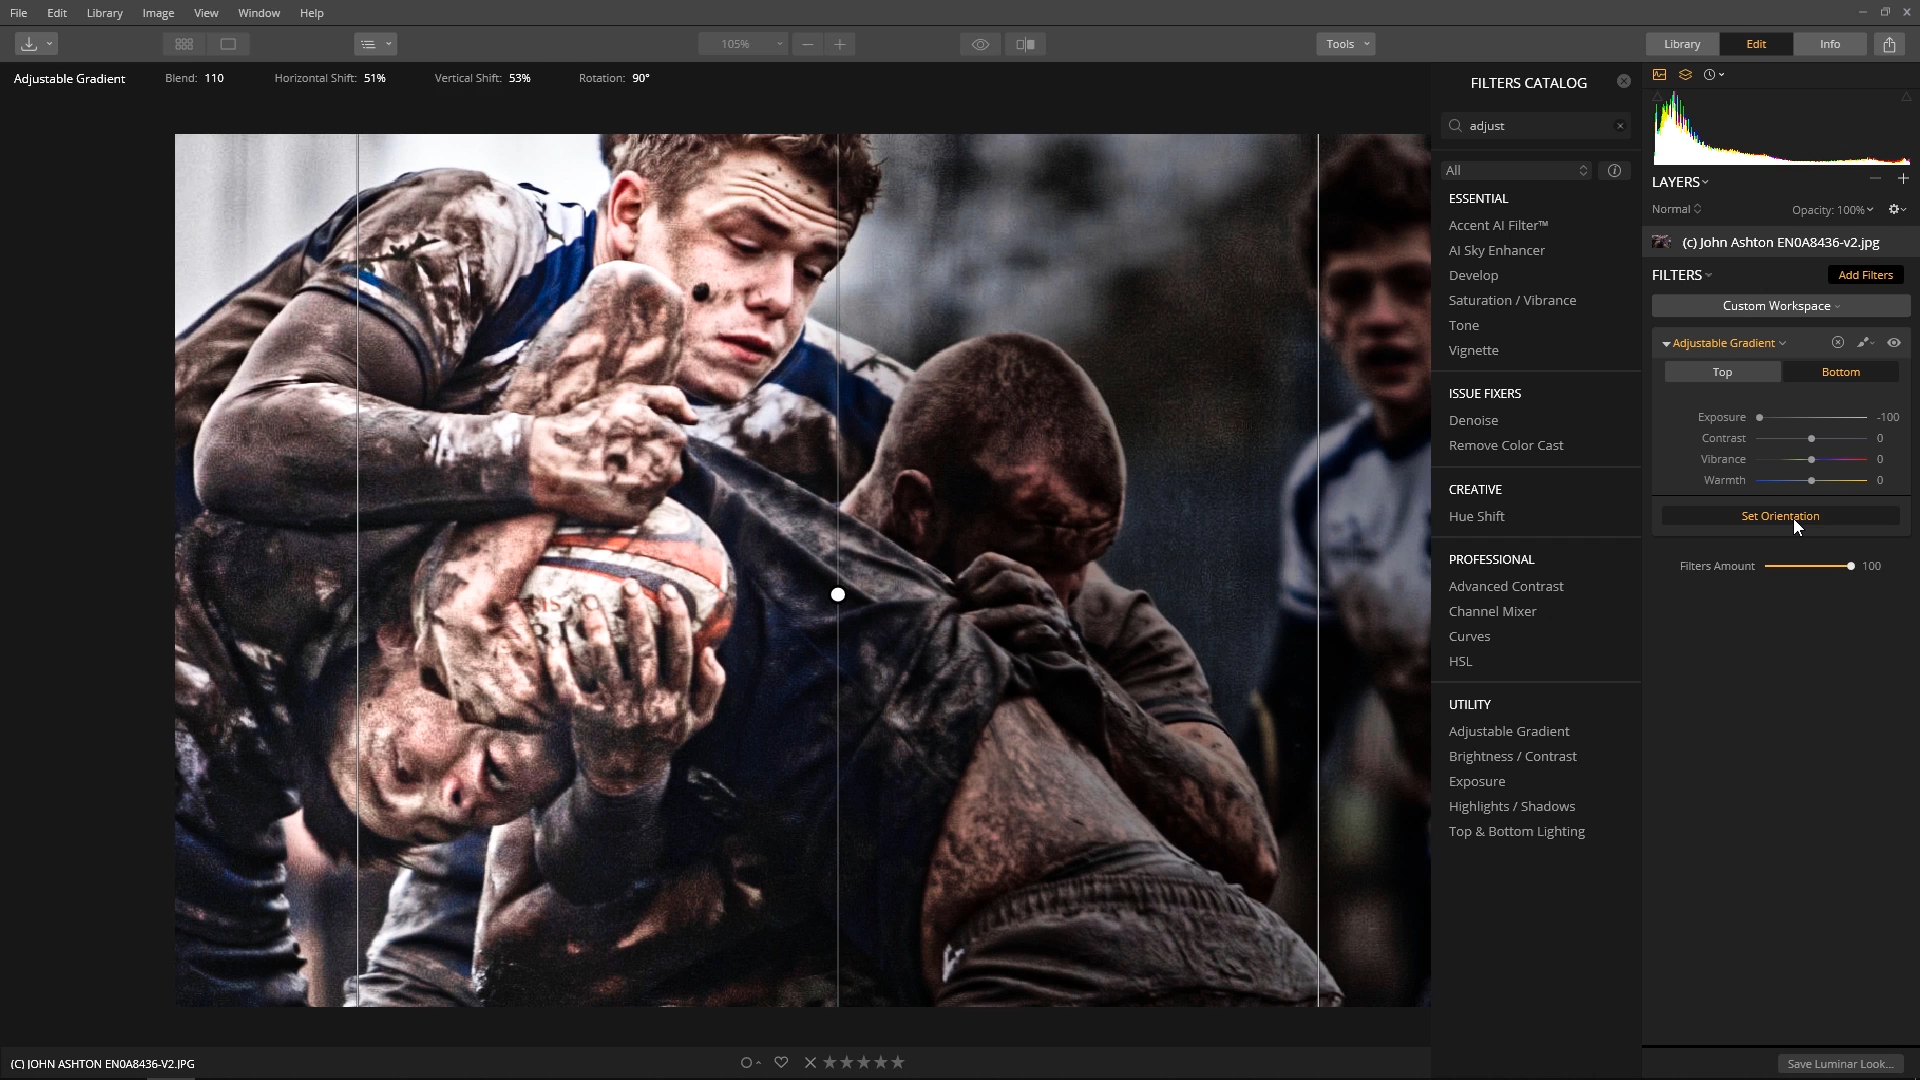 File Edit Library Image View Window Help
105%
Tools
Library Edit Info
Adjustable Gradient Blend: 110 Horizontal Shift: 51% Vertical Shift: 53% Rotation: 90°
FILTERS CATALOG
adjust
All
ESSENTIAL
Accent AI Filter™
AI Sky Enhancer
Develop
Saturation / Vibrance
Tone
Vignette
ISSUE FIXERS
Denoise
Remove Color Cast
CREATIVE
Hue Shift
PROFESSIONAL
Advanced Contrast
Channel Mixer
Curves
HSL
UTILITY
Adjustable Gradient
Brightness / Contrast
Exposure
Highlights / Shadows
Top & Bottom Lighting
LAYERS
Normal Opacity: 100%
(c) John Ashton EN0A8436-v2.jpg
FILTERS Add Filters
Custom Workspace
Adjustable Gradient
Top Bottom
Exposure -100
Contrast 0
Vibrance 0
Warmth 0
Set Orientation
Filters Amount 100
(C) JOHN ASHTON EN0A8436-V2.JPG
Save Luminar Look...